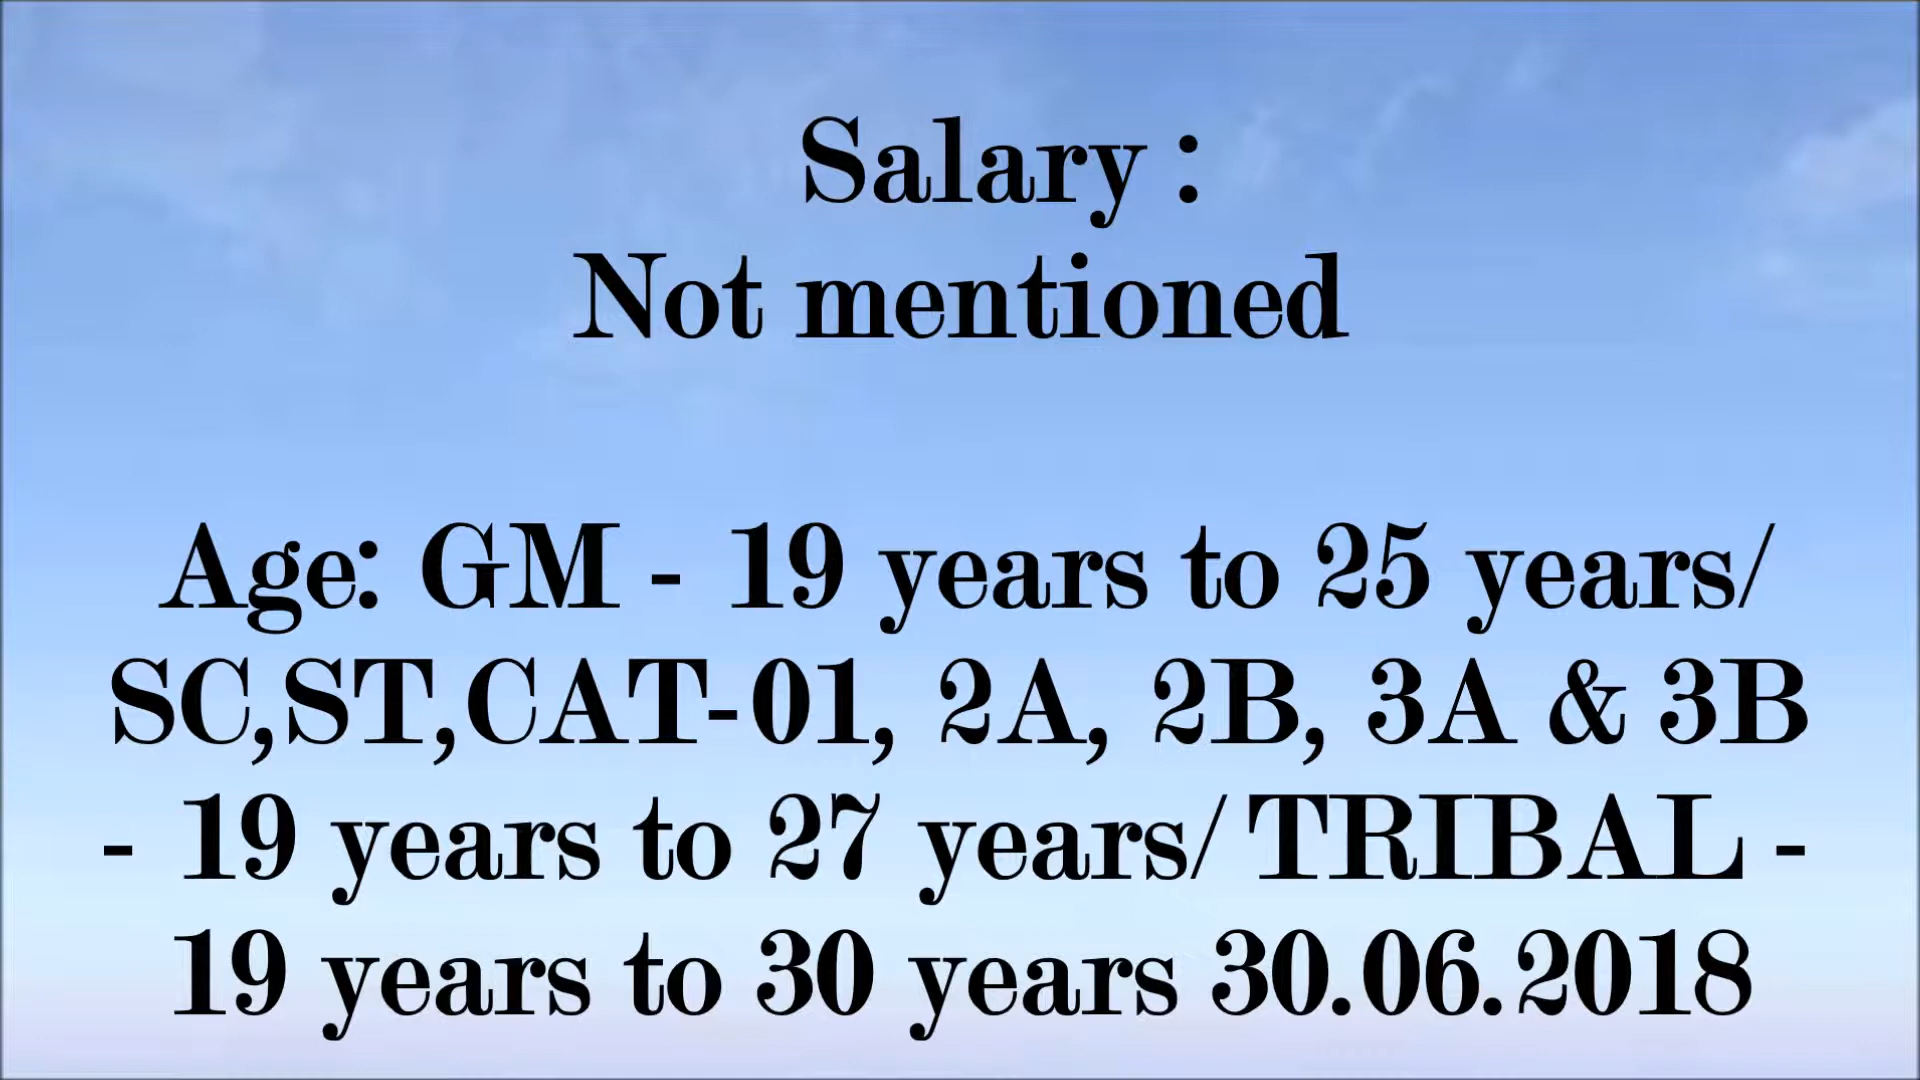 Salary :
Not mentioned
Age: GM - 19 years to 25 years/
SC,ST,CAT-01, 2A, 2B, 3A & 3B
- 19 years to 27 years/ TRIBAL -
19 years to 30 years 30.06.2018